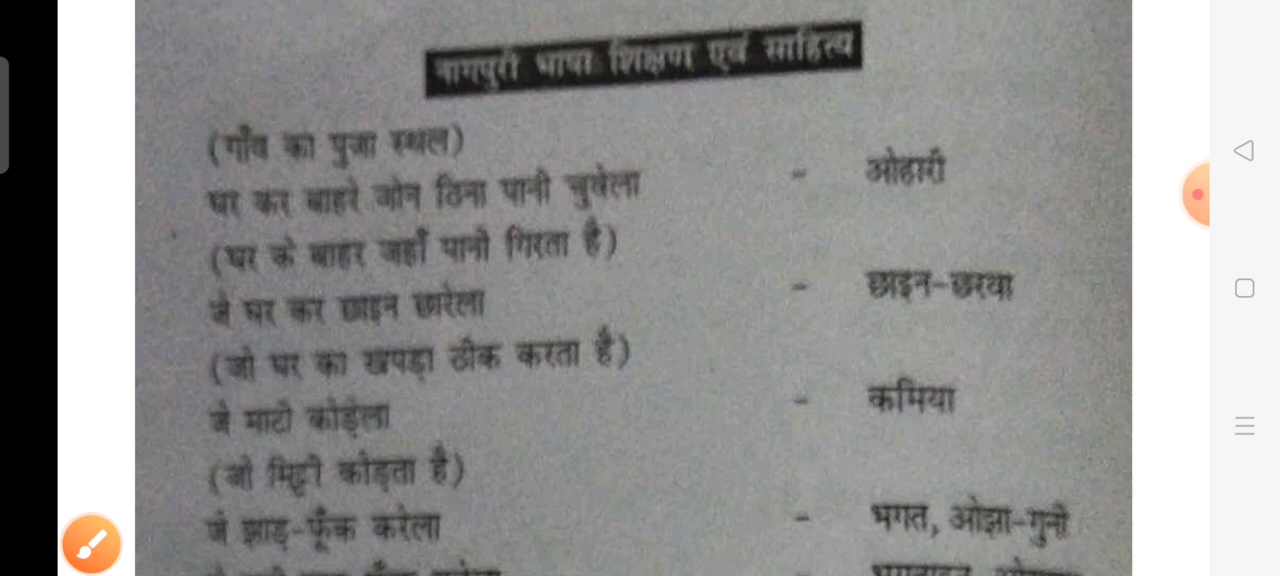 नागपुरी भाषा शिक्षण एवं साहित्य
(गाँव का पुजा स्थल)
घर कर बाहरे जोन ठिना पानी चुवेला - ओहारी
(घर के बाहर जहाँ पानी गिरता है)
जे घर कर छाइन छारेला - छाइन-छरवा
(जो घर का खपड़ा ठीक करता है)
जे माटी कोड़ेला - कमिया
(जो मिट्टी कोड़ता है)
जे झाड़-फूँक करेला - भगत, ओझा-गुनी